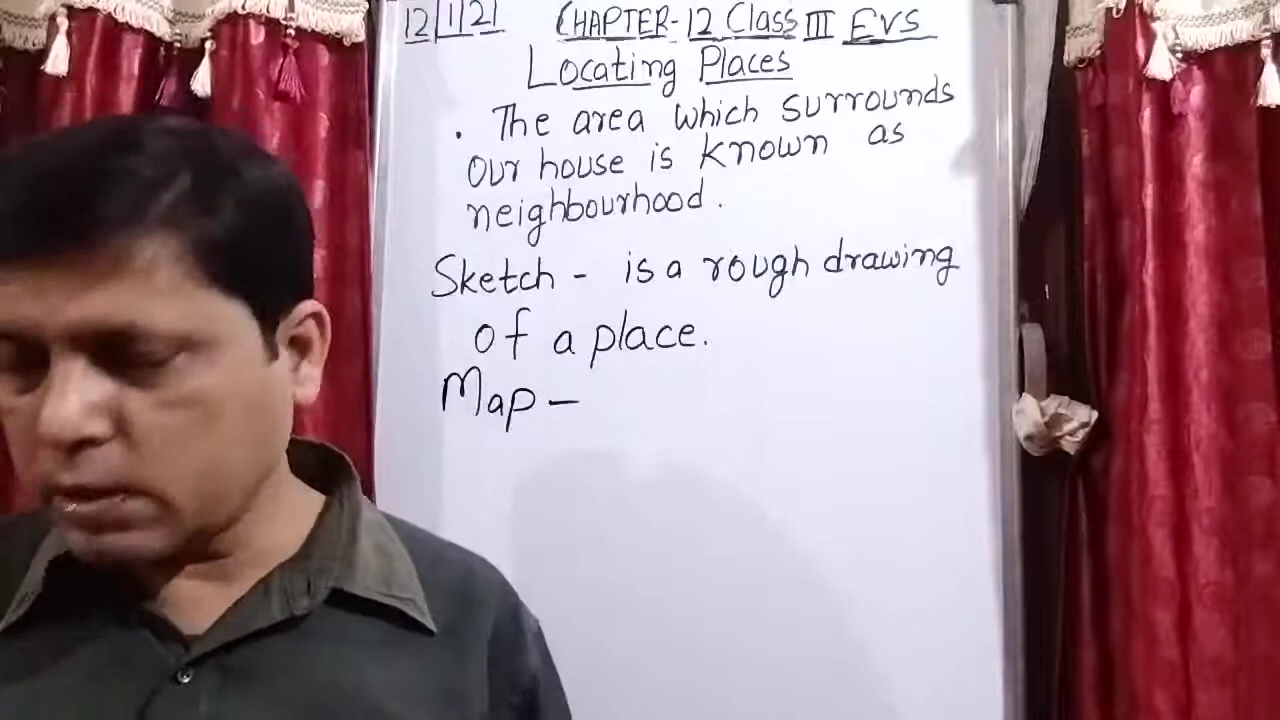 12/1/21 CHAPTER-12 Class III EVS
Locating Places
. The area which surrounds
our house is known as
neighbourhood.
Sketch - is a rough drawing
of a place.
Map -